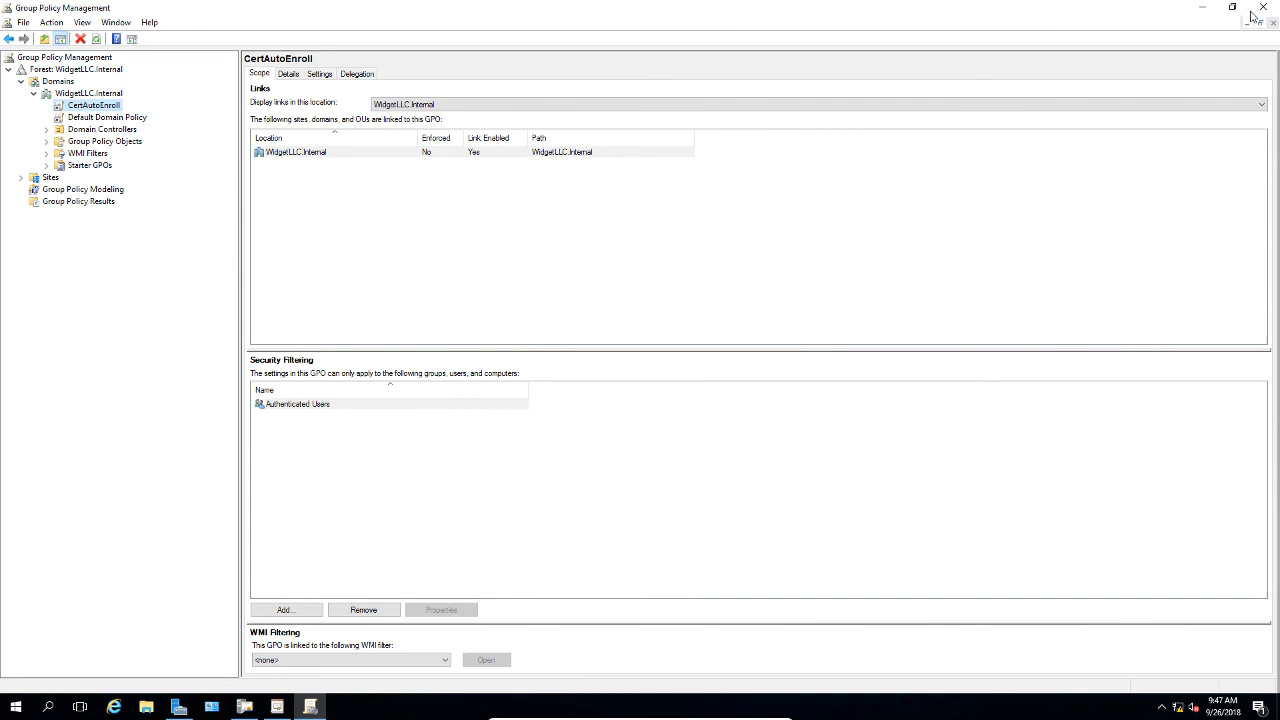 Group Policy Management
File Action View Window Help
Group Policy Management
Forest: WidgetLLC.Internal
Domains
WidgetLLC.Internal
CertAutoEnroll
Default Domain Policy
Domain Controllers
Group Policy Objects
WMI Filters
Starter GPOs
Sites
Group Policy Modeling
Group Policy Results
CertAutoEnroll
Scope Details Settings Delegation
Links
Display links in this location: WidgetLLC.Internal
The following sites, domains, and OUs are linked to this GPO:
Location Enforced Link Enabled Path
WidgetLLC.Internal No Yes WidgetLLC.Internal
Security Filtering
The settings in this GPO can only apply to the following groups, users, and computers:
Name
Authenticated Users
Add... Remove Properties
WMI Filtering
This GPO is linked to the following WMI filter:
<none> Open
9:47 AM
9/26/2018
1